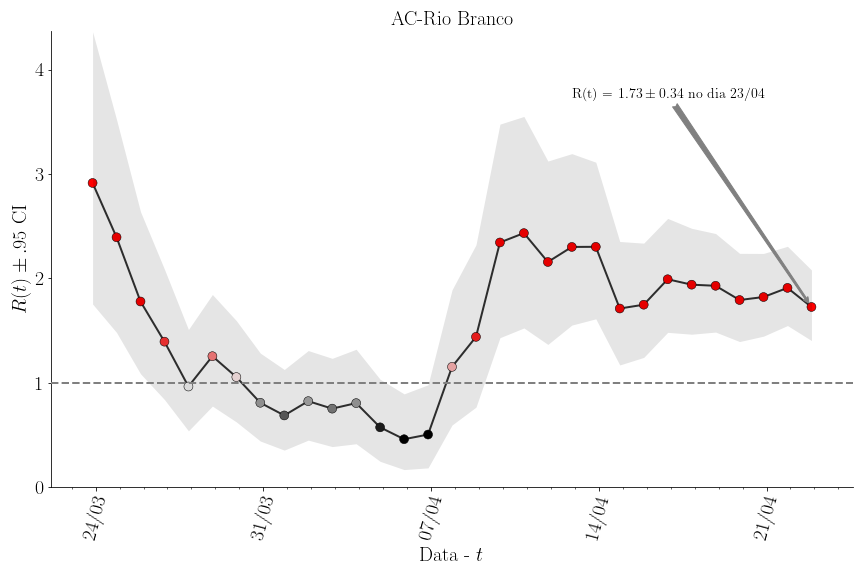 AC-Rio Branco
R(t) = 1.73 ± 0.34 no dia 23/04
R(t) ± .95 CI
4
3
2
1
0
24/03
31/03
07/04
14/04
21/04
Data - t